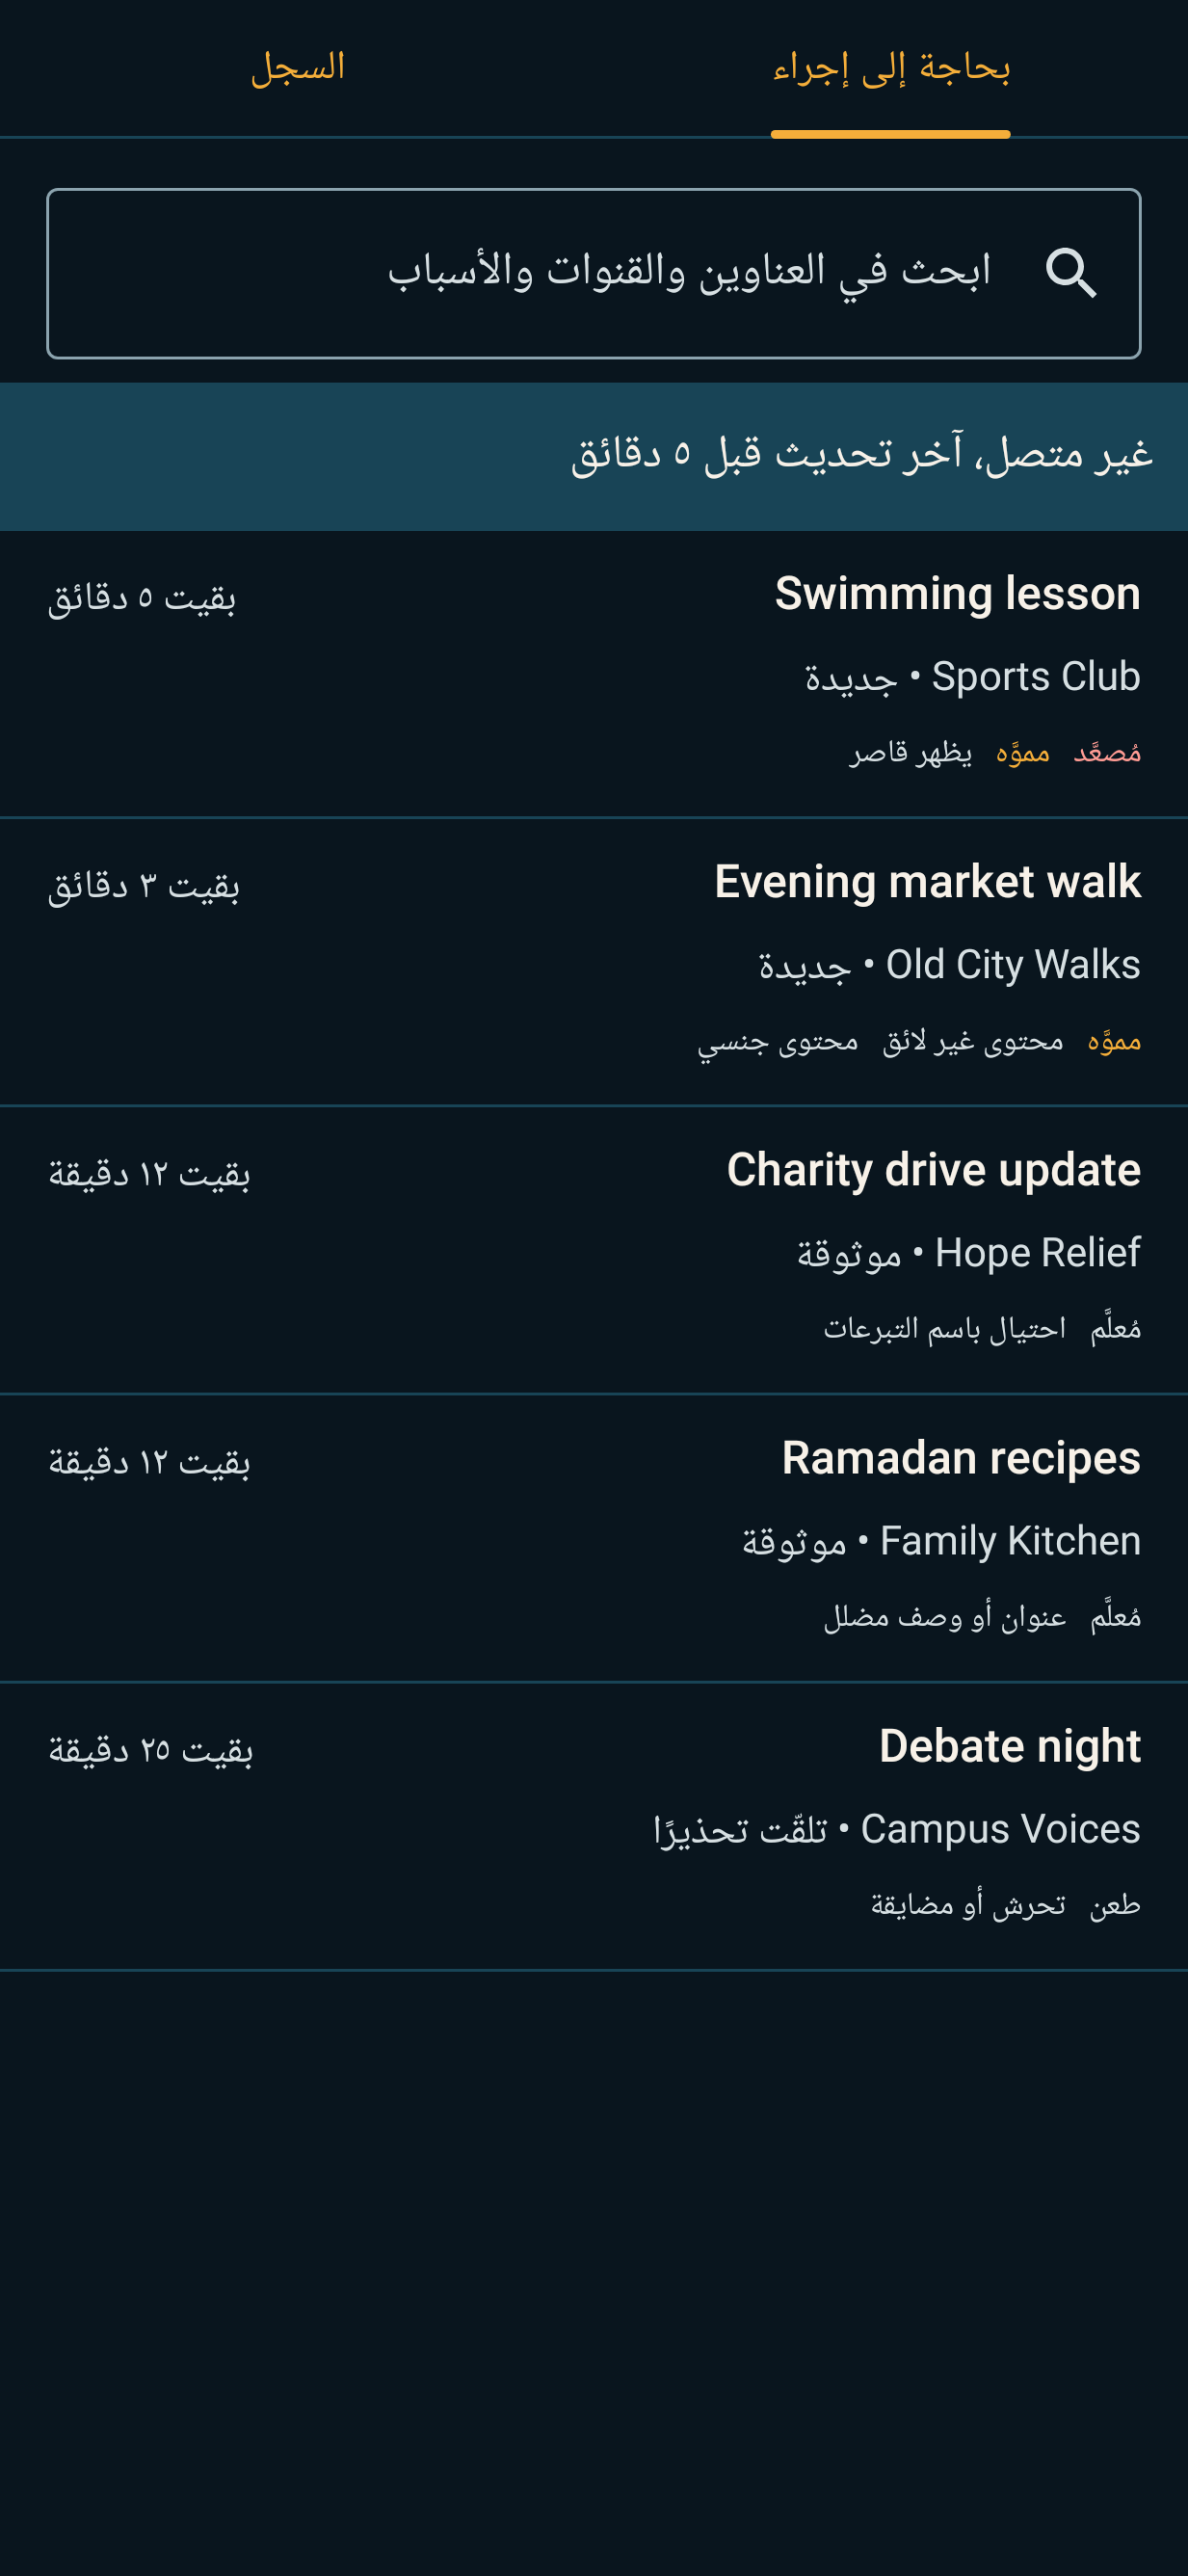 بحاجة إلى إجراء
السجل
ابحث في العناوين والقنوات والأسباب
غير متصل، آخر تحديث قبل ٥ دقائق
Swimming lesson
بقيت ٥ دقائق
Sports Club • جديدة
مُصعَّد مموَّه يظهر قاصر
Evening market walk
بقيت ٣ دقائق
Old City Walks • جديدة
مموَّه محتوى غير لائق محتوى جنسي
Charity drive update
بقيت ١٢ دقيقة
Hope Relief • موثوقة
مُعلَّم احتيال باسم التبرعات
Ramadan recipes
بقيت ١٢ دقيقة
Family Kitchen • موثوقة
مُعلَّم عنوان أو وصف مضلل
Debate night
بقيت ٢٥ دقيقة
Campus Voices • تلقّت تحذيرًا
طعن تحرش أو مضايقة